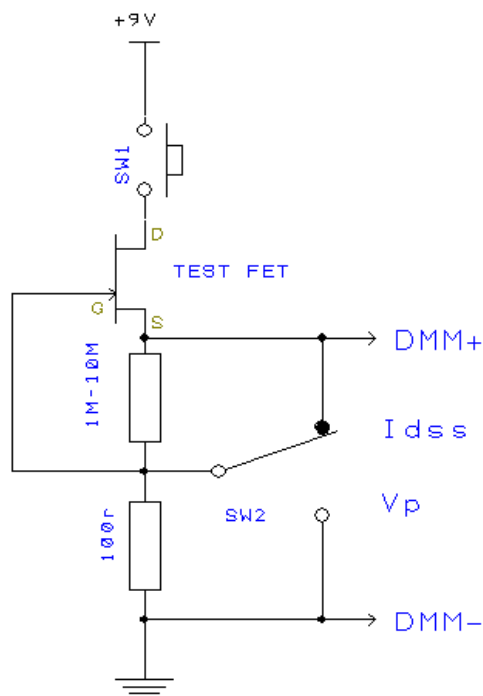 +9V
SW1
D
TEST FET
G
S
DMM+
1M-10M
Idss
Vp
SW2
100r
DMM-